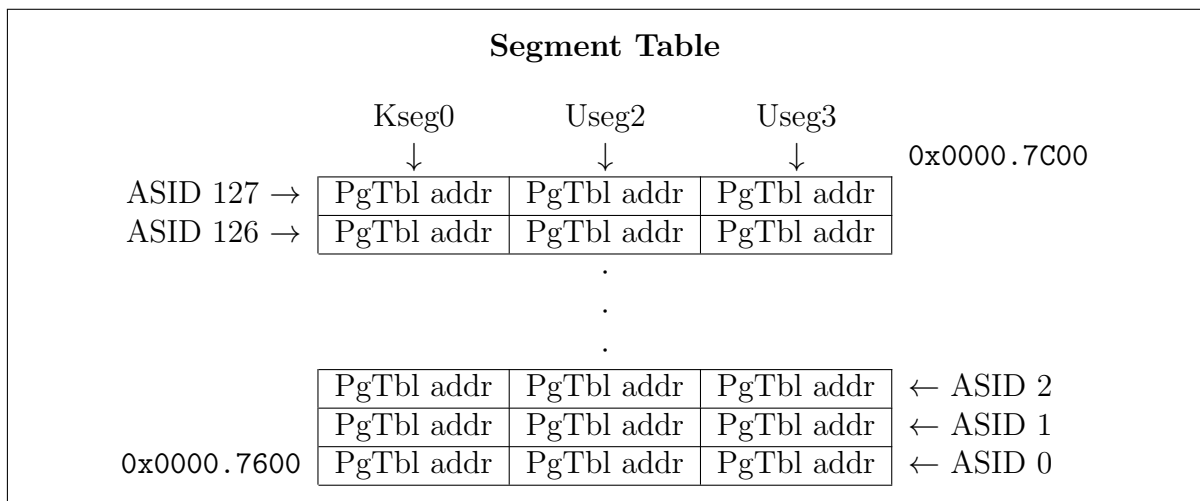 Segment Table
Kseg0 Useg2 Useg3
↓ ↓ ↓ 0x0000.7C00
ASID 127 → PgTbl addr PgTbl addr PgTbl addr
ASID 126 → PgTbl addr PgTbl addr PgTbl addr
.
.
.
PgTbl addr PgTbl addr PgTbl addr ← ASID 2
PgTbl addr PgTbl addr PgTbl addr ← ASID 1
0x0000.7600 PgTbl addr PgTbl addr PgTbl addr ← ASID 0